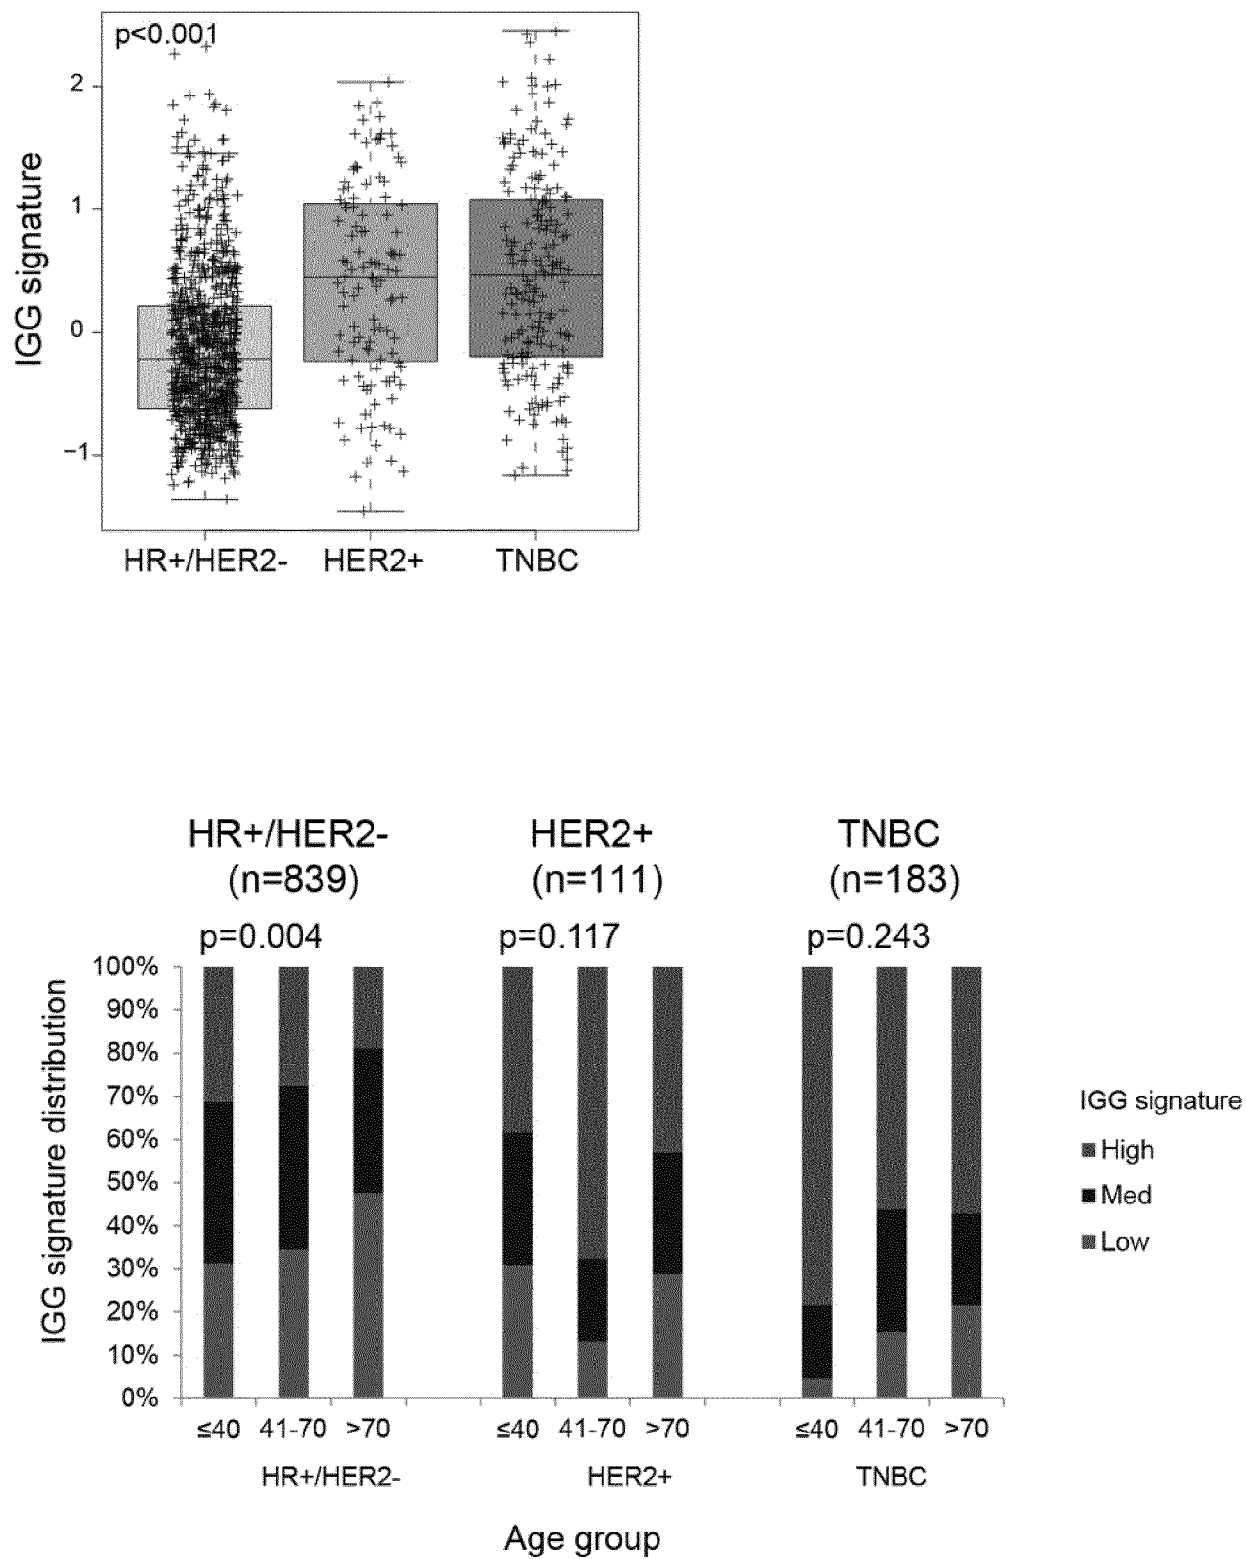 p<0.001
2
1
0
−1
IGG signature
HR+/HER2- HER2+ TNBC
HR+/HER2- HER2+ TNBC
(n=839) (n=111) (n=183)
p=0.004 p=0.117 p=0.243
100%
90%
80%
70%
60%
50%
40%
30%
20%
10%
0%
IGG signature distribution
IGG signature
High
Med
Low
≤40 41-70 >70 ≤40 41-70 >70 ≤40 41-70 >70
HR+/HER2- HER2+ TNBC
Age group